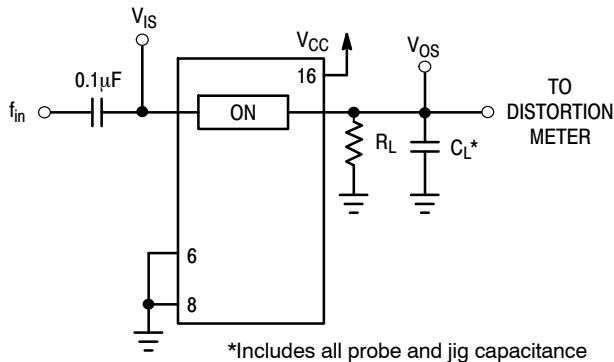 V_IS
V_CC
V_OS
16
0.1μF
f_in
ON
TO
DISTORTION
METER
R_L
C_L*
6
8
*Includes all probe and jig capacitance